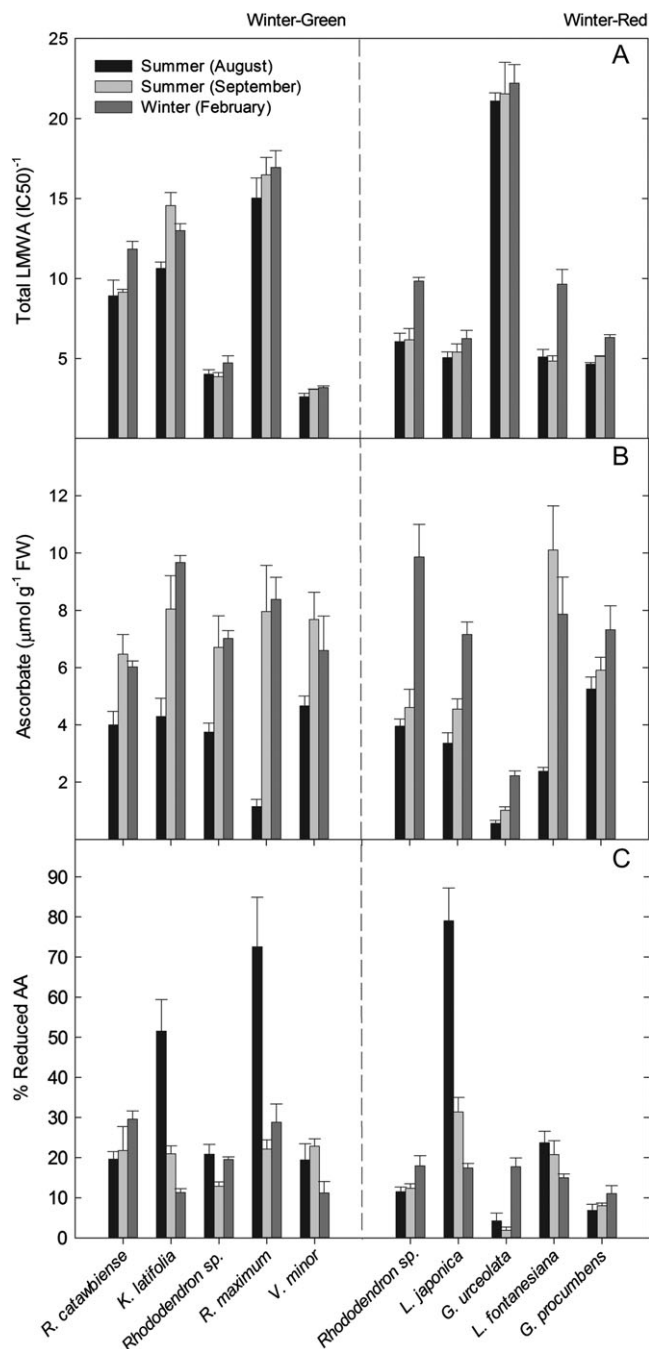 Winter-Green
Winter-Red
A
Summer (August)
Summer (September)
Winter (February)
Total LMWA (IC50)⁻¹
25
20
15
10
5
B
Ascorbate (μmol g⁻¹ FW)
12
10
8
6
4
2
C
% Reduced AA
90
80
70
60
50
40
30
20
10
0
R. catawbiense
K. latifolia
Rhododendron sp.
R. maximum
V. minor
Rhododendron sp.
L. japonica
G. urceolata
L. fontanesiana
G. procumbens